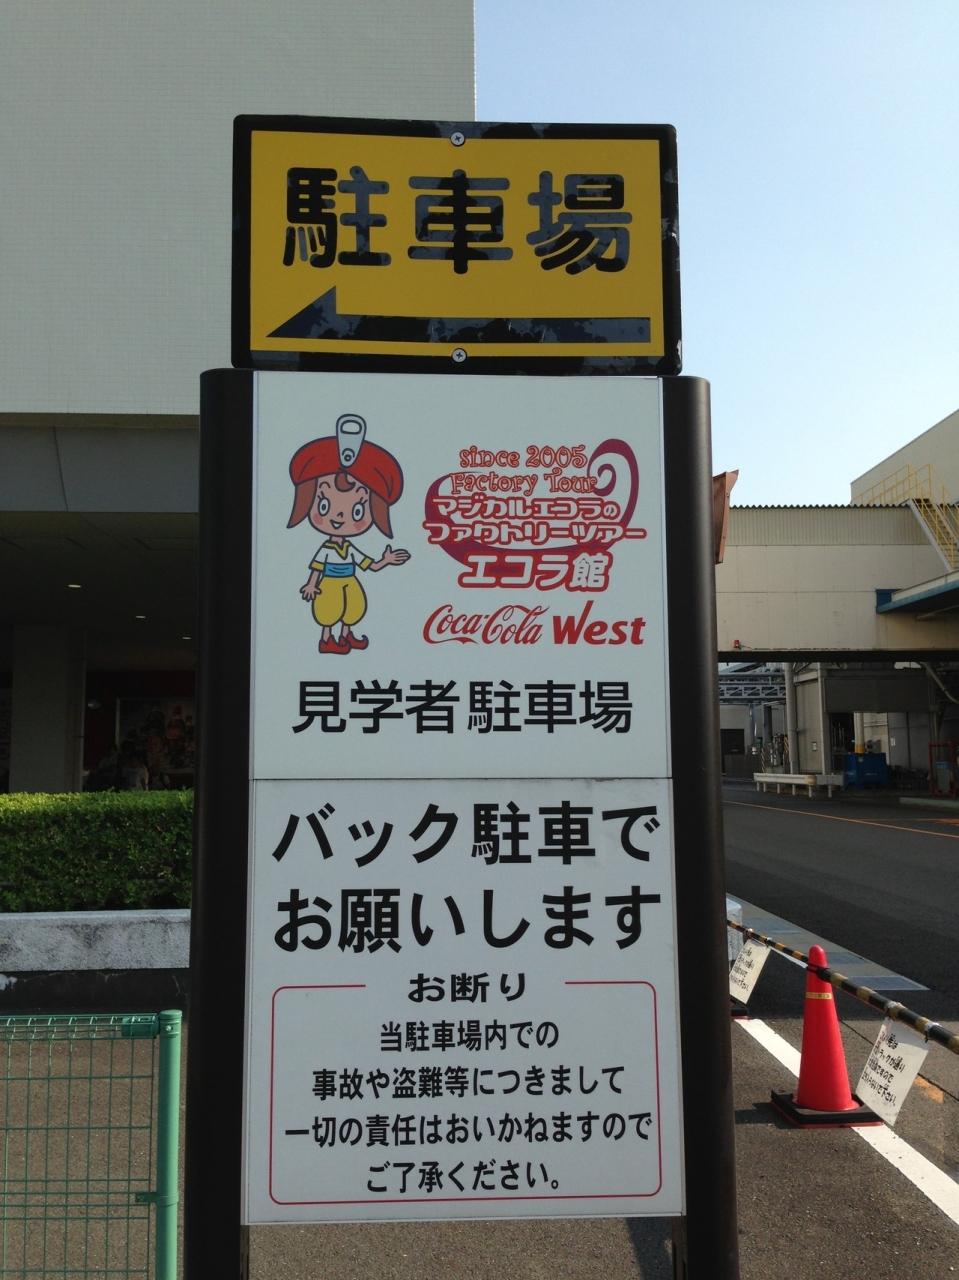 駐車場
since 2005
Factory Tour
マジカルエコラの
ファクトリーツアー
エコラ館
Coca-Cola West
見学者駐車場
バック駐車で
お願いします
お断り
当駐車場内での
事故や盗難等につきまして
一切の責任はおいかねますので
ご了承ください。